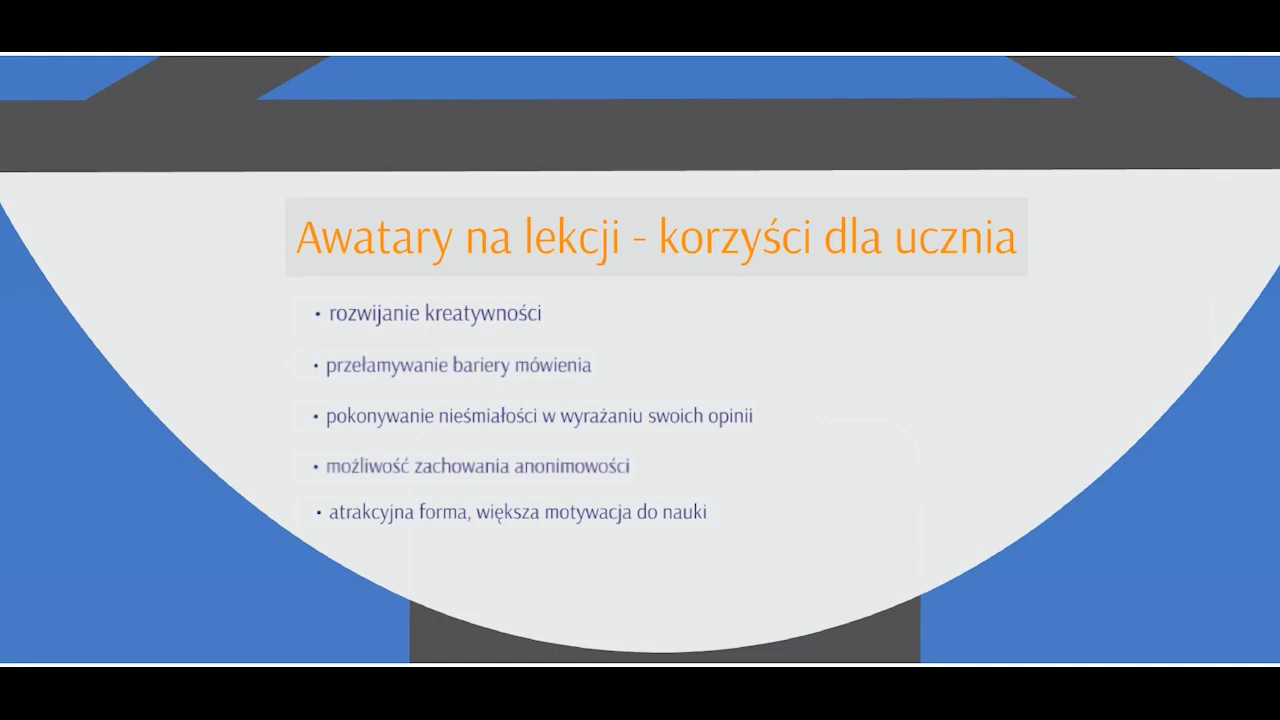 Awatary na lekcji - korzyści dla ucznia
• rozwijanie kreatywności
• przełamywanie bariery mówienia
• pokonywanie nieśmiałości w wyrażaniu swoich opinii
• możliwość zachowania anonimowości
• atrakcyjna forma, większa motywacja do nauki